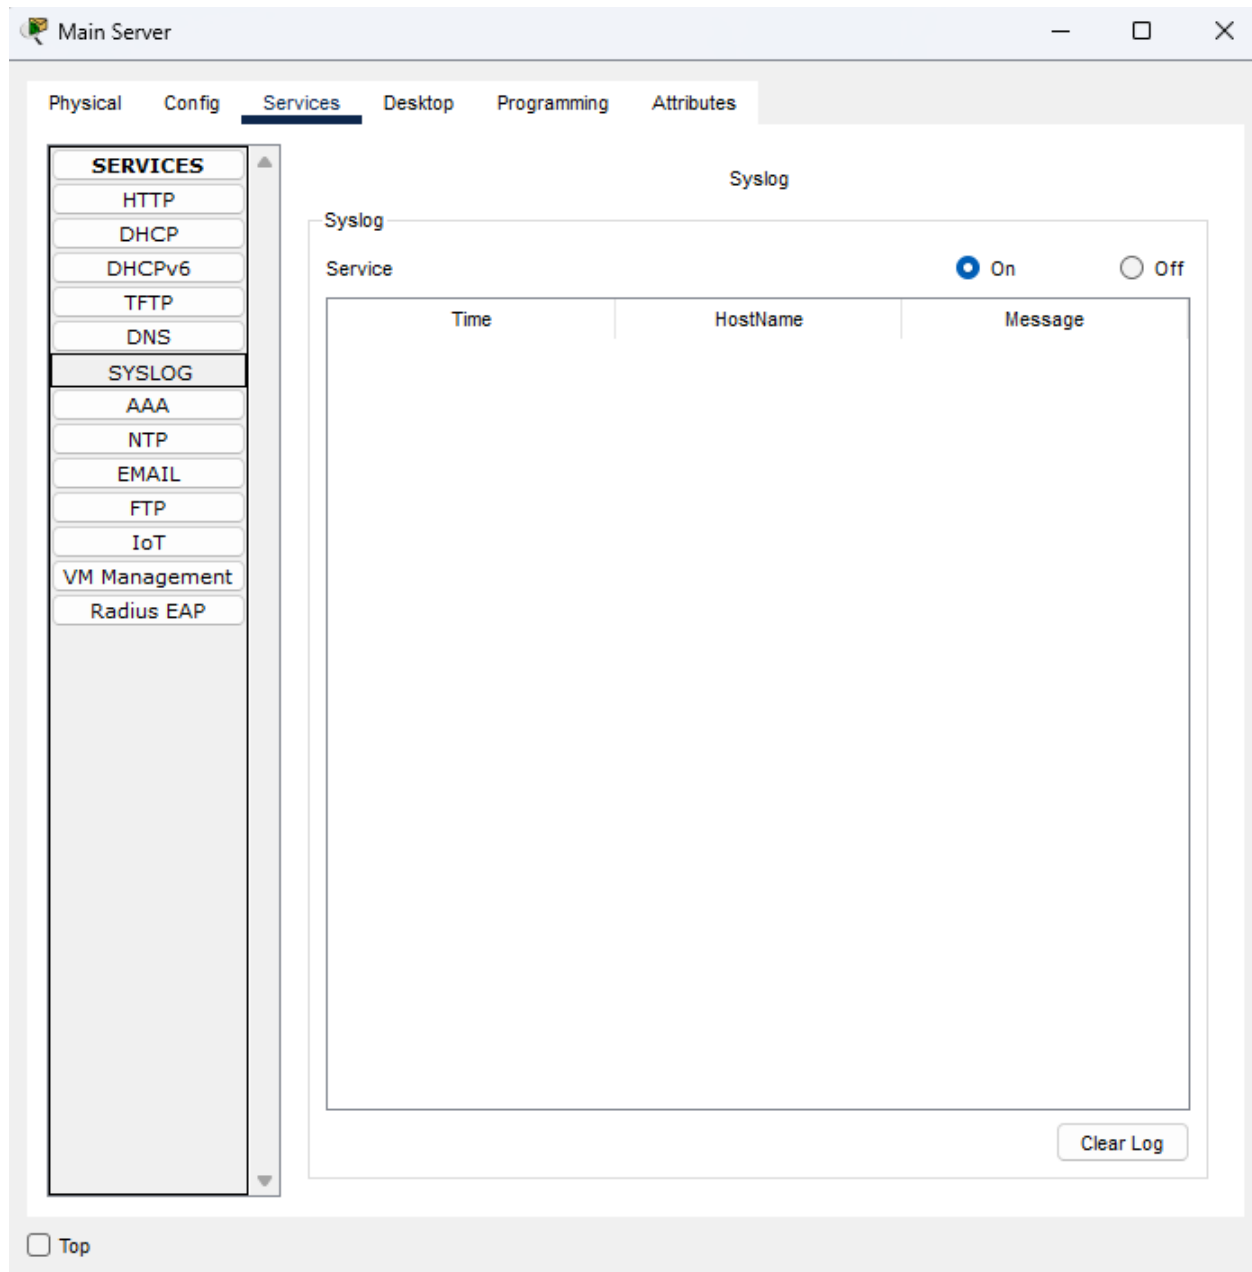 Main Server
Physical Config Services Desktop Programming Attributes
SERVICES
HTTP
DHCP
DHCPv6
TFTP
DNS
SYSLOG
AAA
NTP
EMAIL
FTP
IoT
VM Management
Radius EAP
Syslog
Syslog
Service On Off
Time HostName Message
Clear Log
Top